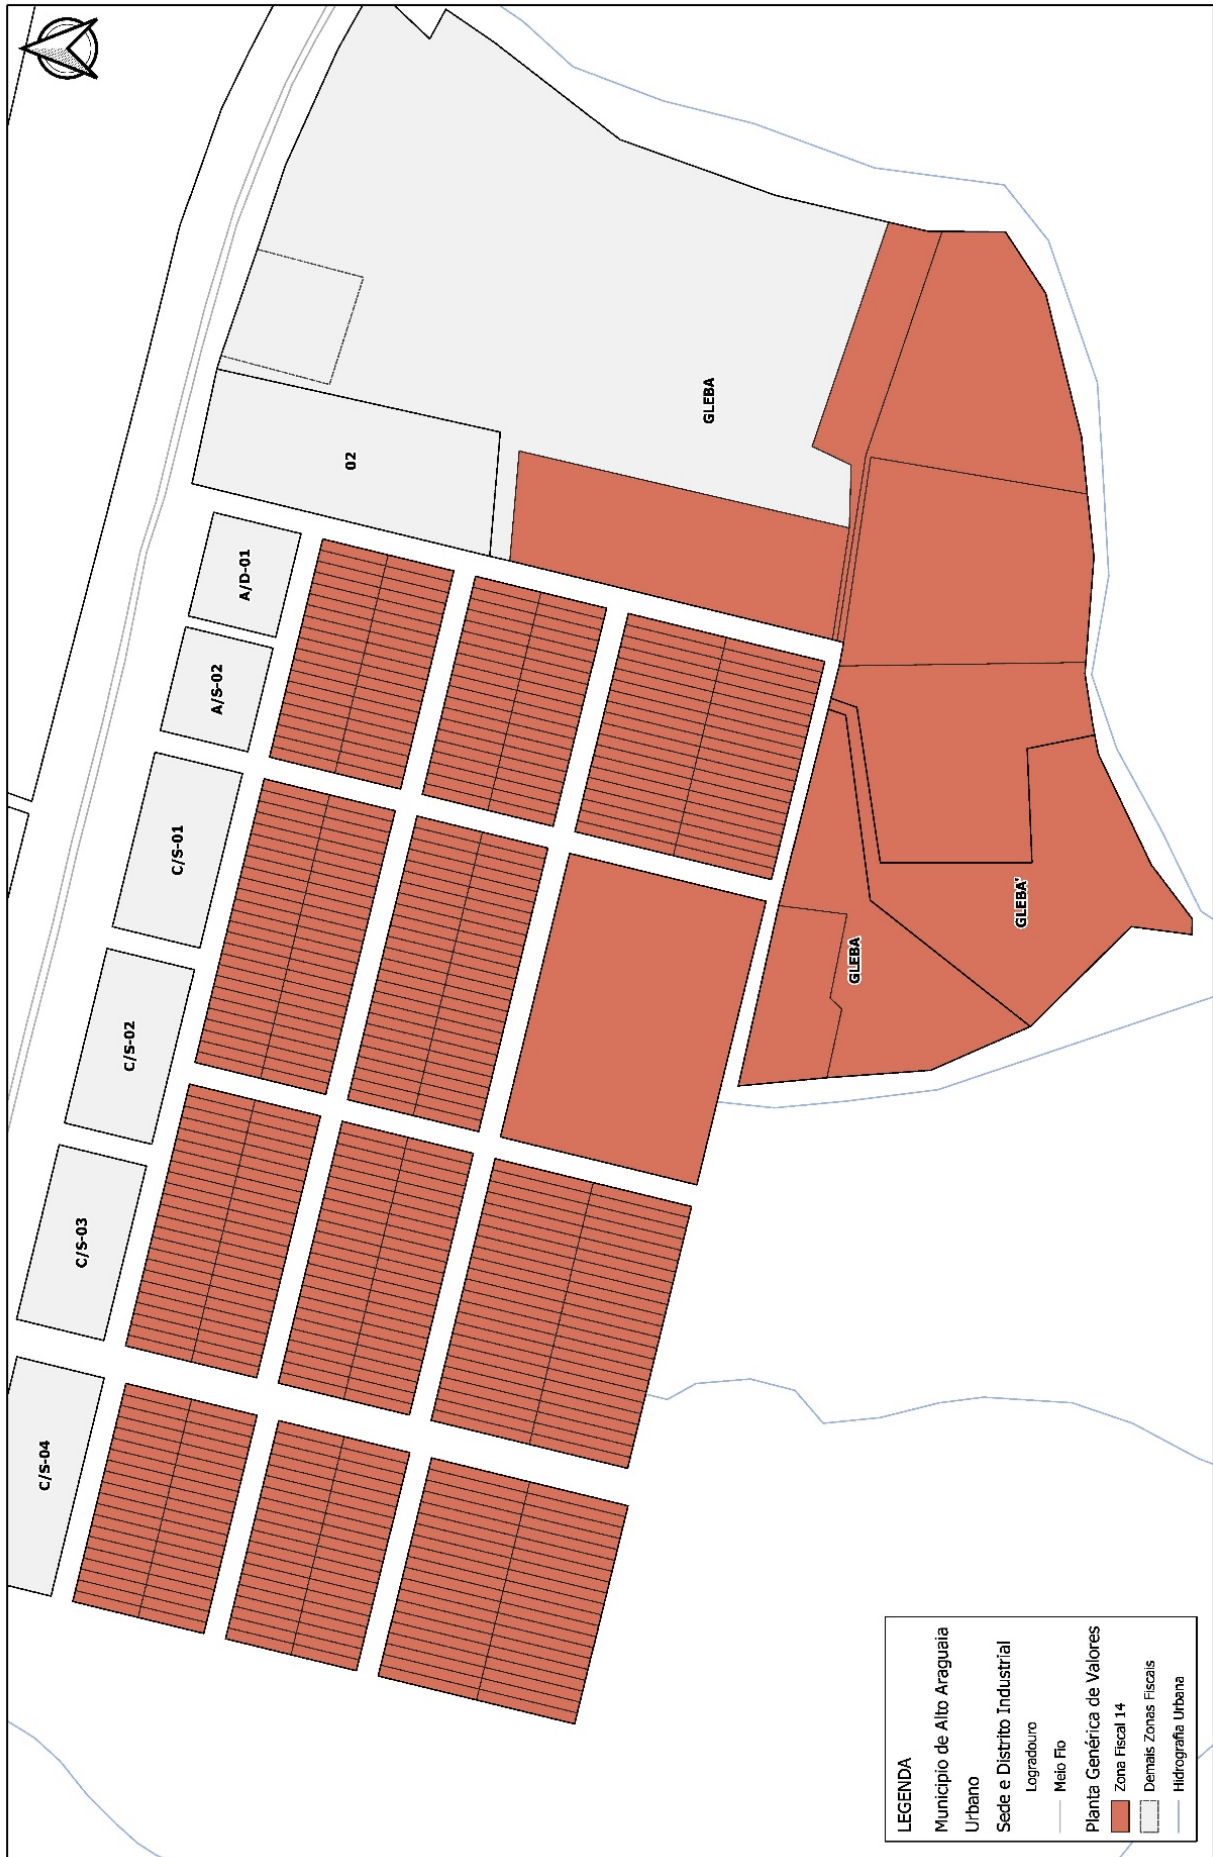 C/S-04
C/S-03
C/S-02
C/S-01
A/S-02
A/D-01
02
GLEBA
GLEBA
GLEBA'
LEGENDA
Município de Alto Araguaia
Urbano
Sede e Distrito Industrial
Logradouro
Meio Fio
Planta Genérica de Valores
Zona Fiscal 14
Demais Zonas Fiscais
Hidrografia Urbana